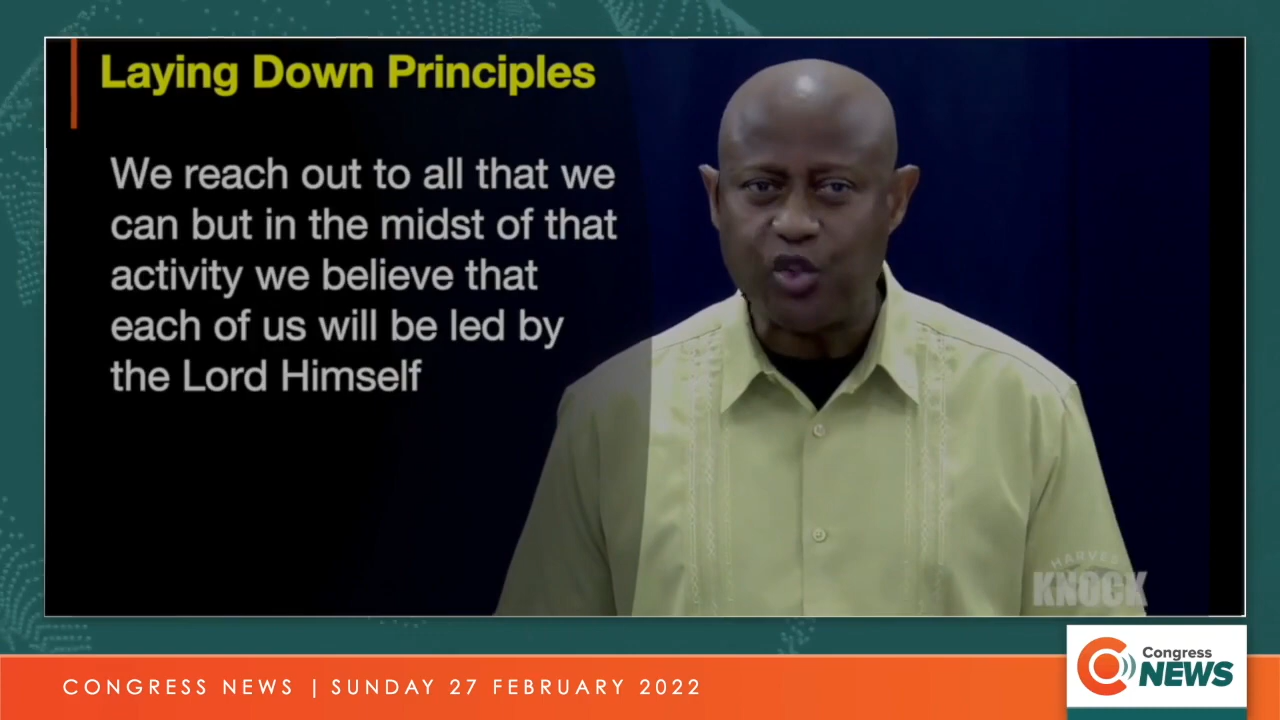 Laying Down Principles
We reach out to all that we
can but in the midst of that
activity we believe that
each of us will be led by
the Lord Himself
HARVEST
KNOCK
Congress
NEWS
CONGRESS NEWS | SUNDAY 27 FEBRUARY 2022